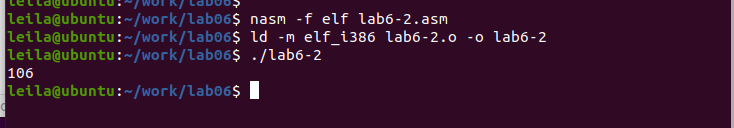 leila@ubuntu:~/work/lab06$ nasm -f elf lab6-2.asm
leila@ubuntu:~/work/lab06$ ld -m elf_i386 lab6-2.o -o lab6-2
leila@ubuntu:~/work/lab06$ ./lab6-2
106
leila@ubuntu:~/work/lab06$